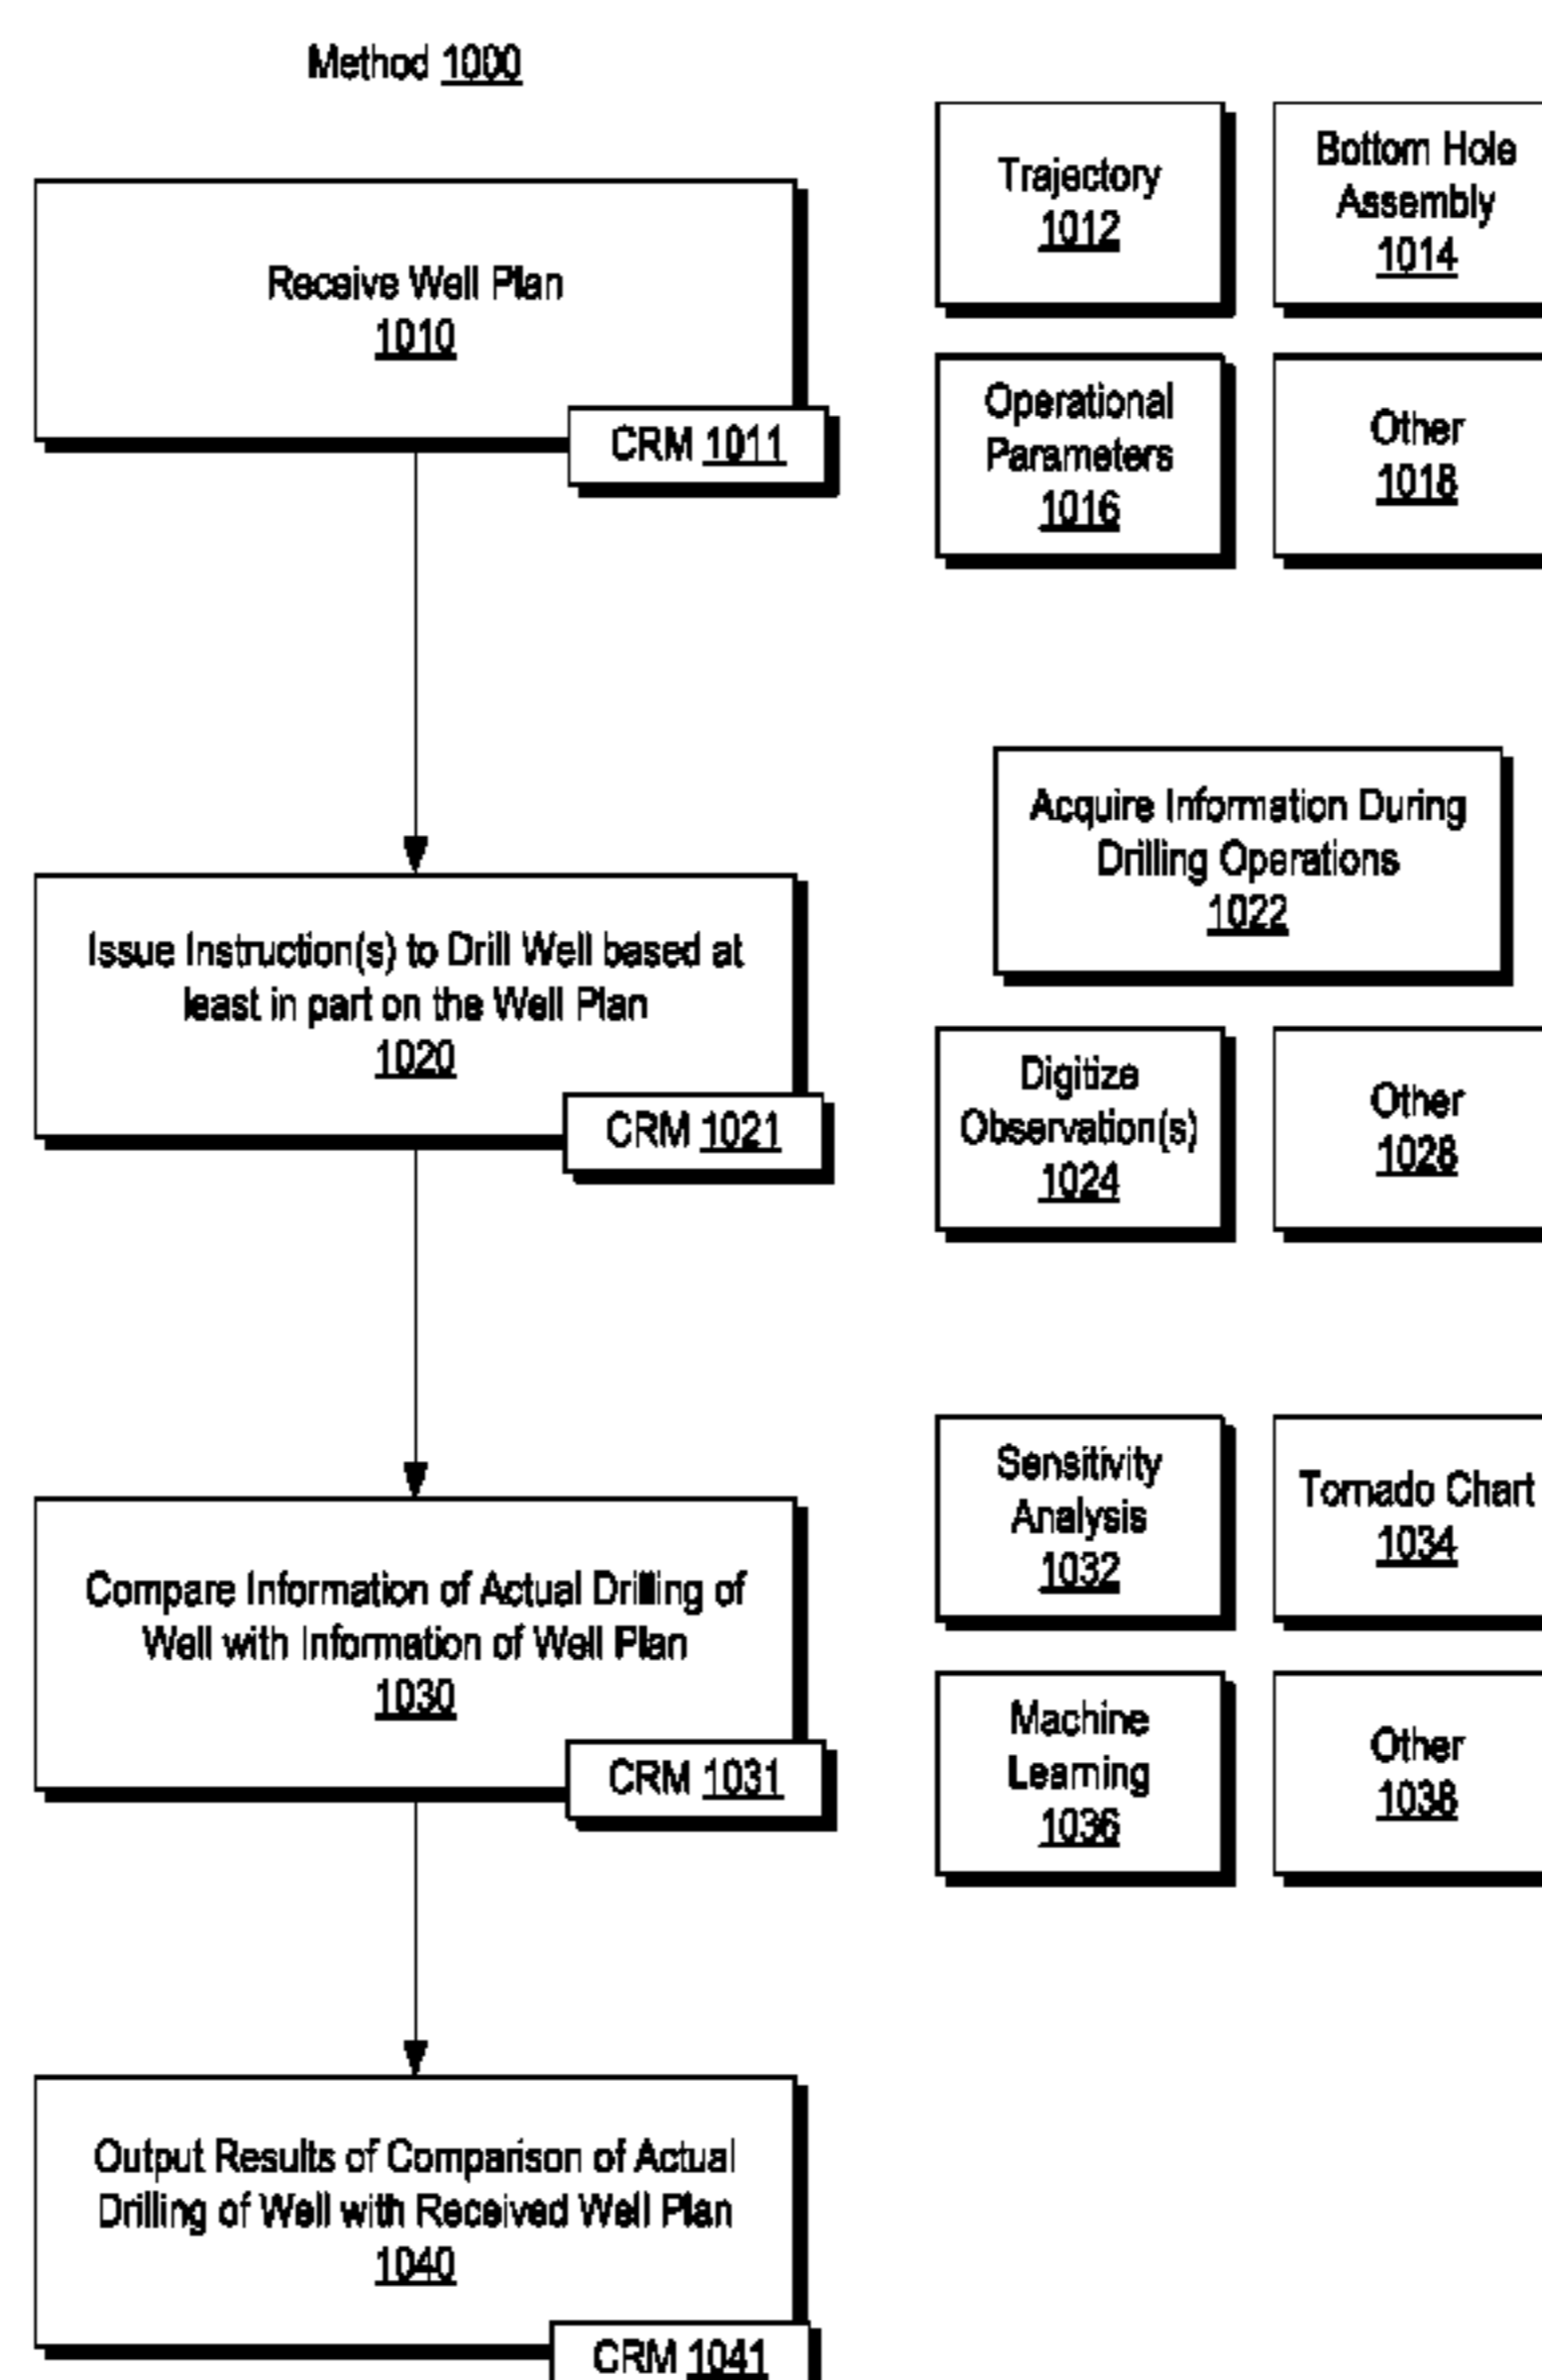 Method 1000
Receive Well Plan
1010
CRM 1011
Trajectory
1012
Bottom Hole
Assembly
1014
Operational
Parameters
1016
Other
1018
Issue Instruction(s) to Drill Well based at
least in part on the Well Plan
1020
CRM 1021
Acquire Information During
Drilling Operations
1022
Digitize
Observation(s)
1024
Other
1028
Compare Information of Actual Drilling of
Well with Information of Well Plan
1030
CRM 1031
Sensitivity
Analysis
1032
Tornado Chart
1034
Machine
Learning
1036
Other
1038
Output Results of Comparison of Actual
Drilling of Well with Received Well Plan
1040
CRM 1041